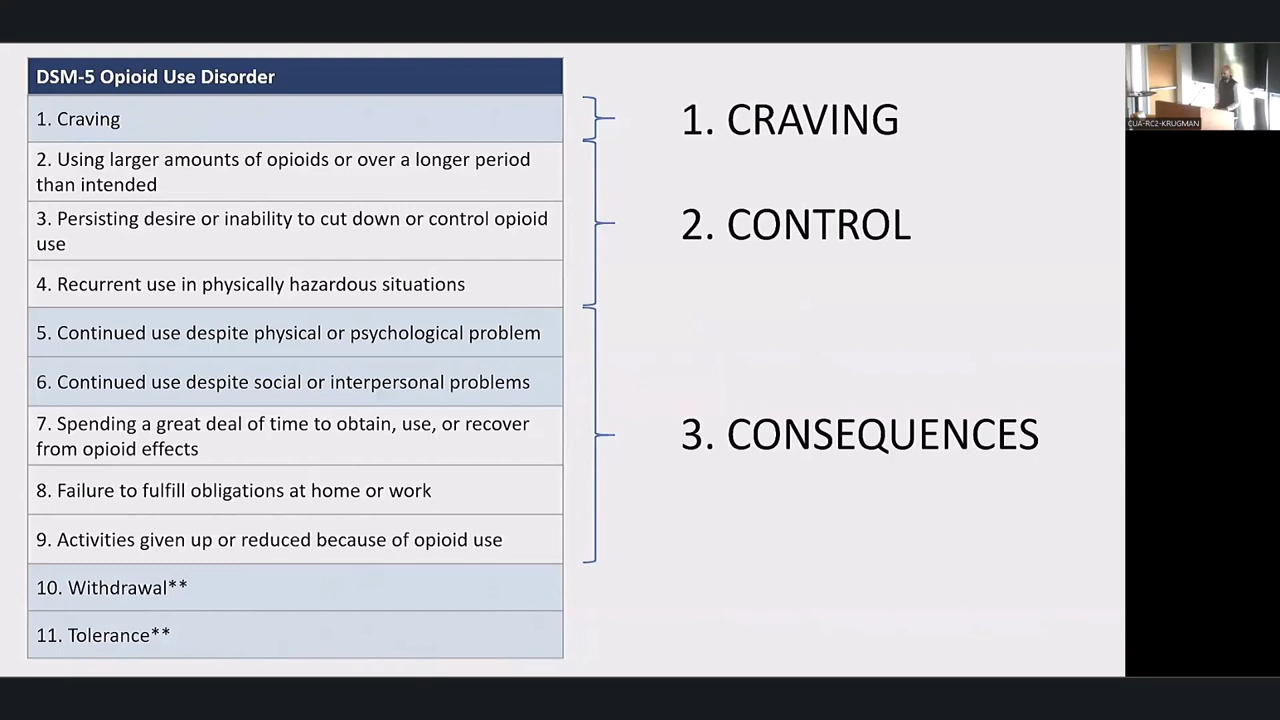 DSM-5 Opioid Use Disorder
1. Craving
2. Using larger amounts of opioids or over a longer period
than intended
3. Persisting desire or inability to cut down or control opioid
use
4. Recurrent use in physically hazardous situations
5. Continued use despite physical or psychological problem
6. Continued use despite social or interpersonal problems
7. Spending a great deal of time to obtain, use, or recover
from opioid effects
8. Failure to fulfill obligations at home or work
9. Activities given up or reduced because of opioid use
10. Withdrawal**
11. Tolerance**
1. CRAVING
2. CONTROL
3. CONSEQUENCES
CUA-RC2-KRUGMAN